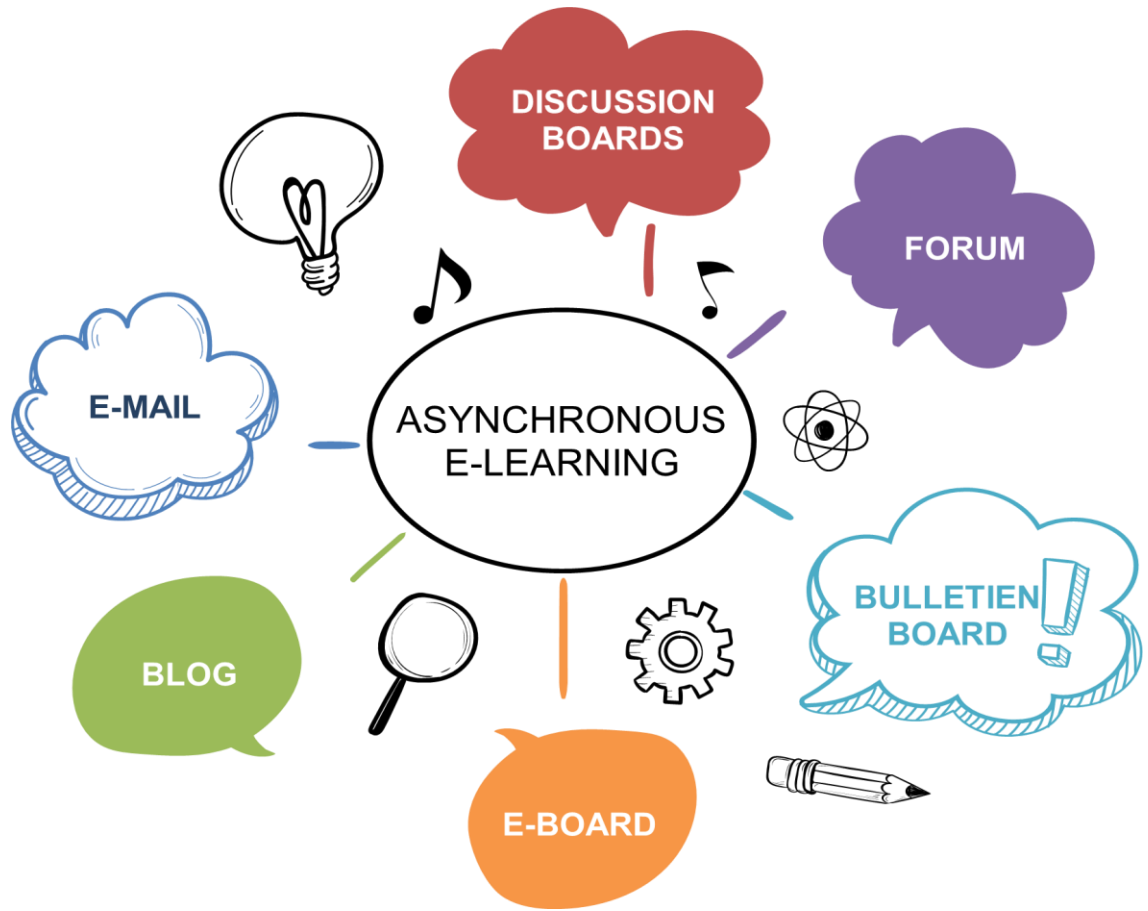 DISCUSSION
BOARDS
FORUM
E-MAIL
ASYNCHRONOUS
E-LEARNING
BULLETIEN
BOARD
BLOG
E-BOARD